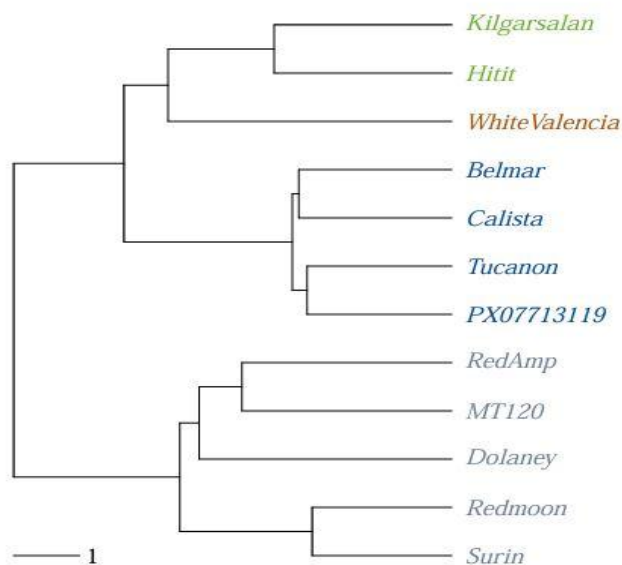 Kilgarsalan
Hitit
WhiteValencia
Belmar
Calista
Tucanon
PX07713119
RedAmp
MT120
Dolaney
Redmoon
Surin
1